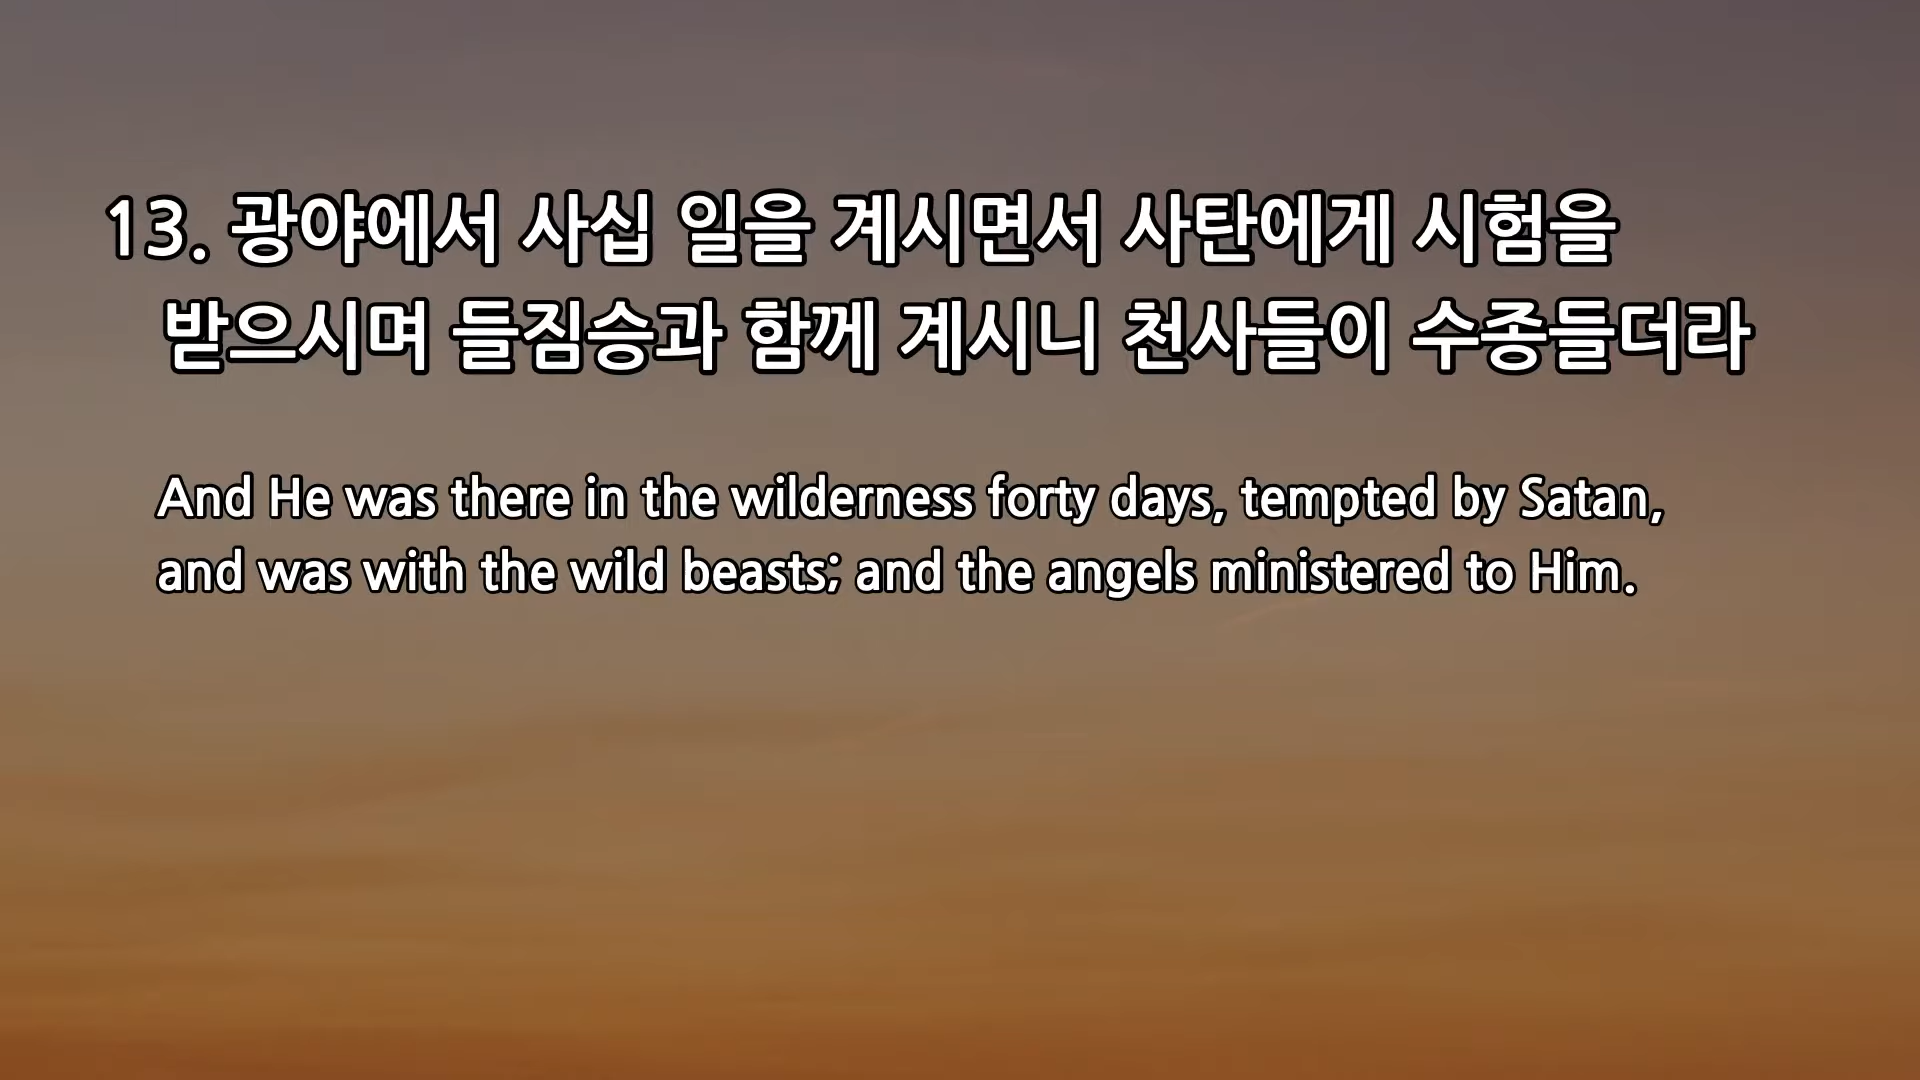 13. 광야에서 사십 일을 계시면서 사탄에게 시험을
받으시며 들짐승과 함께 계시니 천사들이 수종들더라
And He was there in the wilderness forty days, tempted by Satan,
and was with the wild beasts; and the angels ministered to Him.